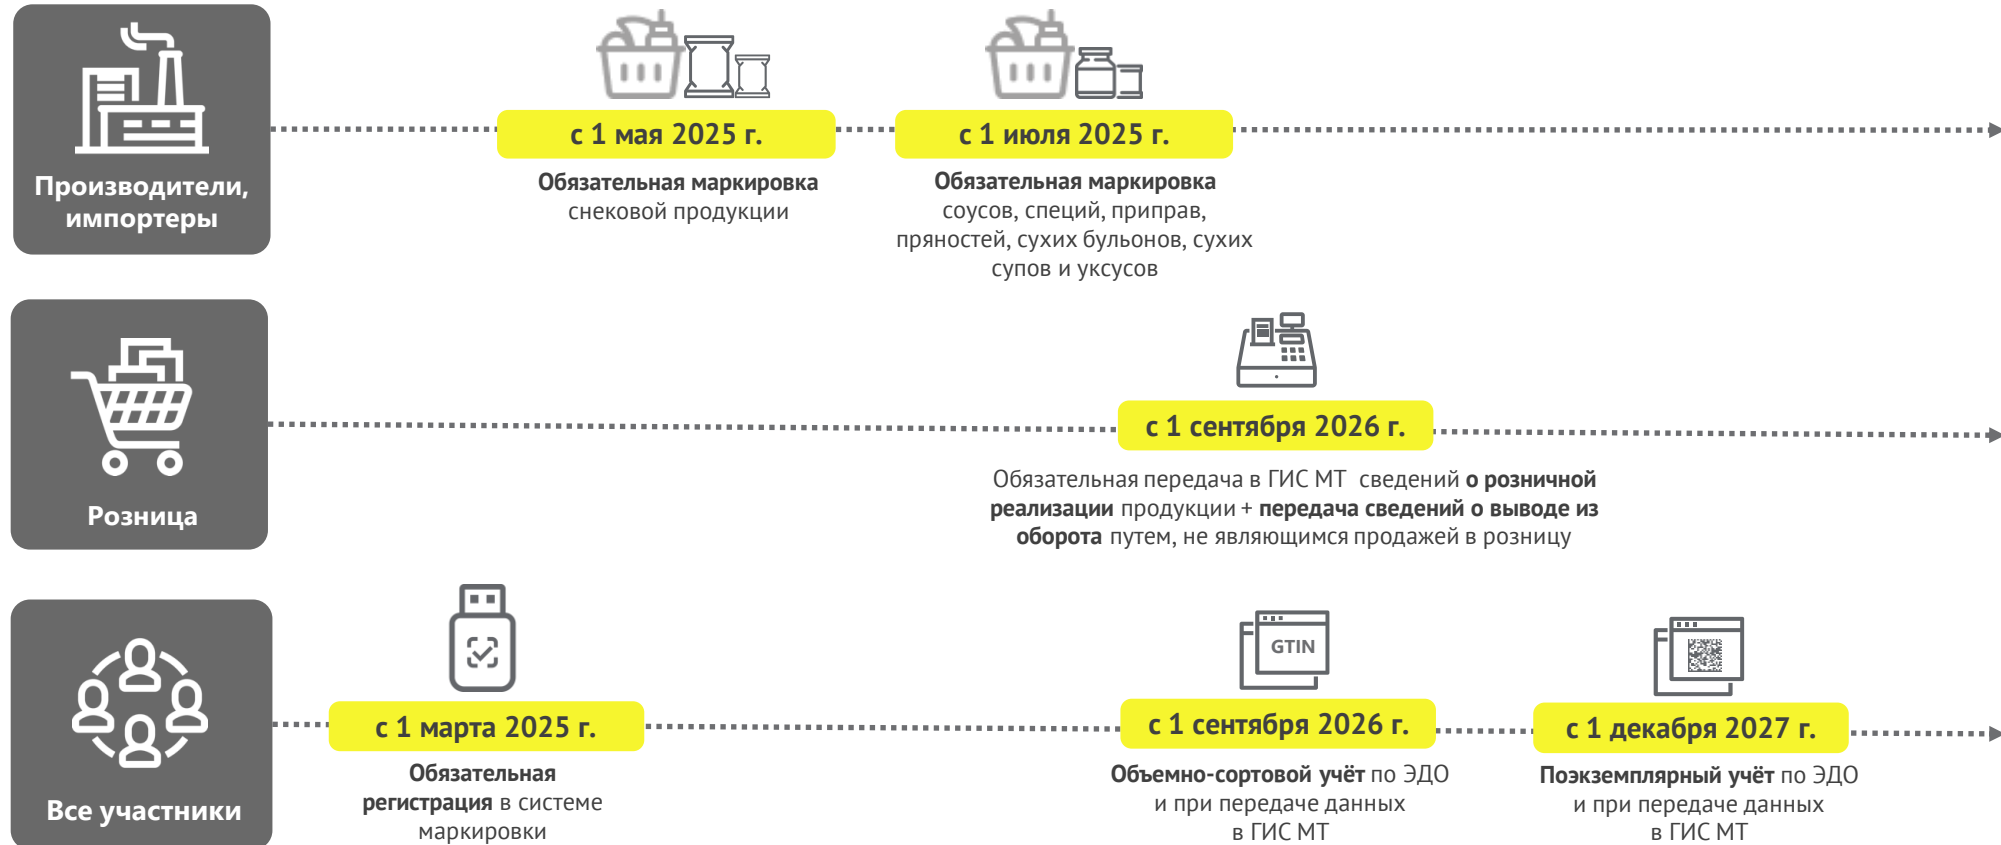 Производители,
импортеры
с 1 мая 2025 г.
Обязательная маркировка
снековой продукции
с 1 июля 2025 г.
Обязательная маркировка
соусов, специй, приправ,
пряностей, сухих бульонов, сухих
супов и уксусов
Розница
с 1 сентября 2026 г.
Обязательная передача в ГИС МТ сведений о розничной
реализации продукции + передача сведений о выводе из
оборота путем, не являющимся продажей в розницу
Все участники
с 1 марта 2025 г.
Обязательная
регистрация в системе
маркировки
GTIN
с 1 сентября 2026 г.
Объемно-сортовой учёт по ЭДО
и при передаче данных
в ГИС МТ
с 1 декабря 2027 г.
Поэкземплярный учёт по ЭДО
и при передаче данных
в ГИС МТ